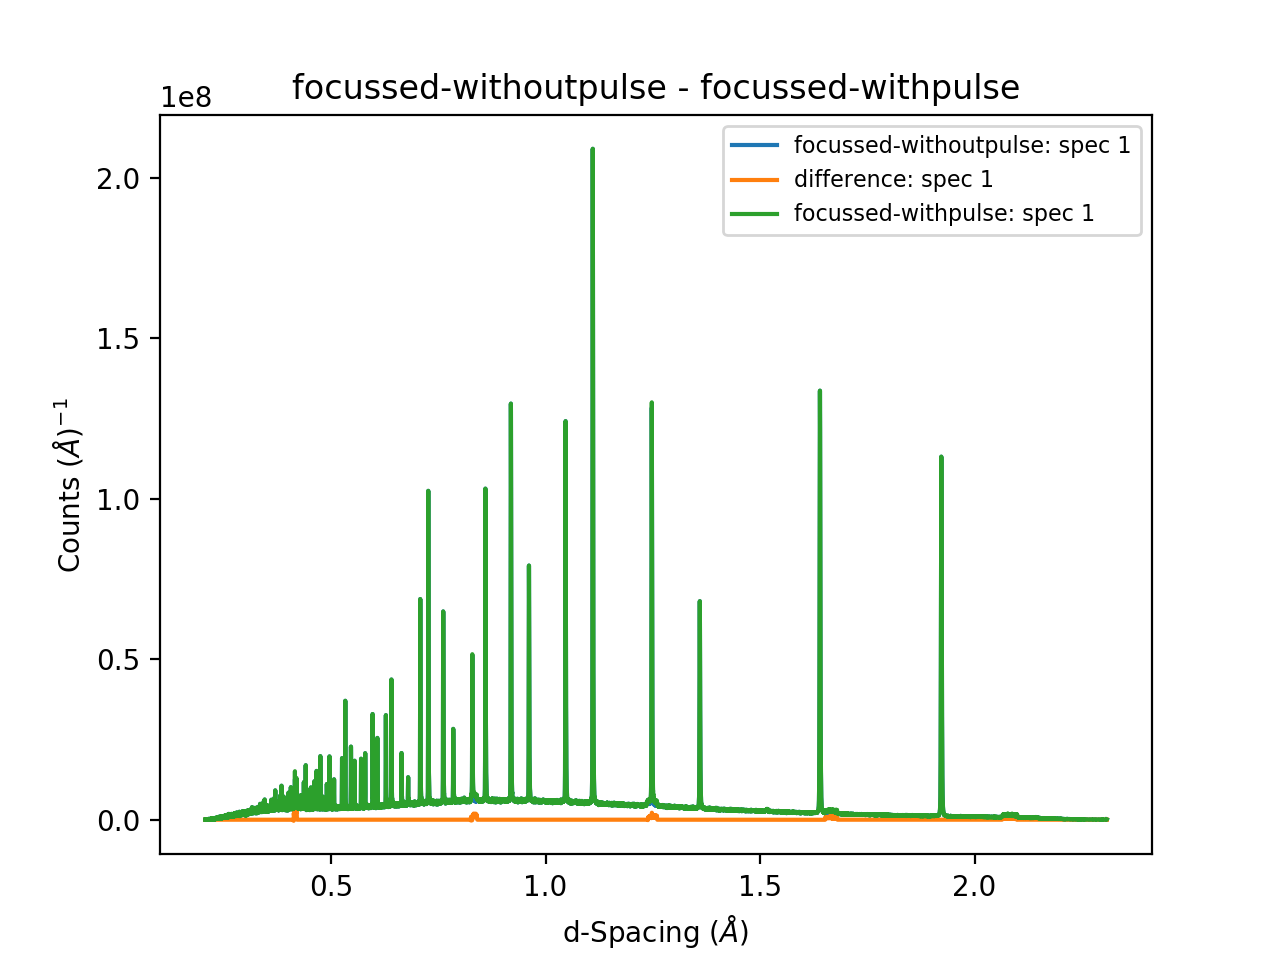 focussed-withoutpulse - focussed-withpulse
1e8
focussed-withoutpulse: spec 1
difference: spec 1
focussed-withpulse: spec 1
2.0
1.5
1.0
0.5
0.0
Counts (Å)⁻¹
0.5 1.0 1.5 2.0
d-Spacing (Å)